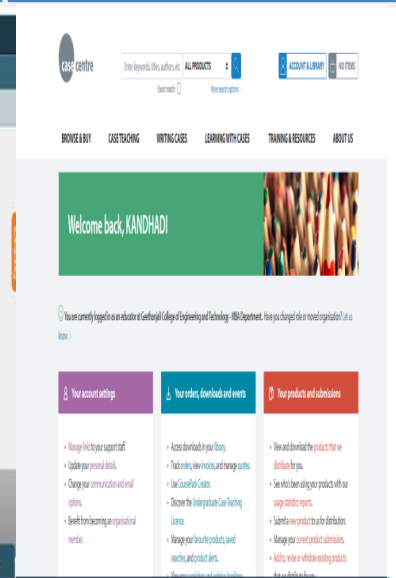 case centre
Enter keywords, titles, authors, etc ALL PRODUCTS
Exact match
More search options
ACCOUNT & LIBRARY
NO ITEMS
BROWSE & BUY CASE TEACHING WRITING CASES LEARNING WITH CASES TRAINING & RESOURCES ABOUT US
Welcome back, KANDHADI
You are currently logged in as an educator at Geethanjali College of Engineering and Technology - MBA Department. Have you changed role or moved organisation? Let us
know
Your account settings
Manage links to your support staff.
Update your personal details.
Change your communication and email
options.
Benefit from becoming an organisational
member.
Your orders, downloads and events
Access downloads in your library.
Track orders, view invoices, and manage quotes.
Use CoursePack Creator.
Discover the Undergraduate Case Teaching
Licence.
Manage your favourite products, saved
searches, and product alerts.
Your products and submissions
View and download the products that we
distribute for you.
See who's been using your products with our
usage statistics reports.
Submit a new product to us for distribution.
Manage your current product submissions.
Add to, revise or withdraw existing products
that we distribute for you.